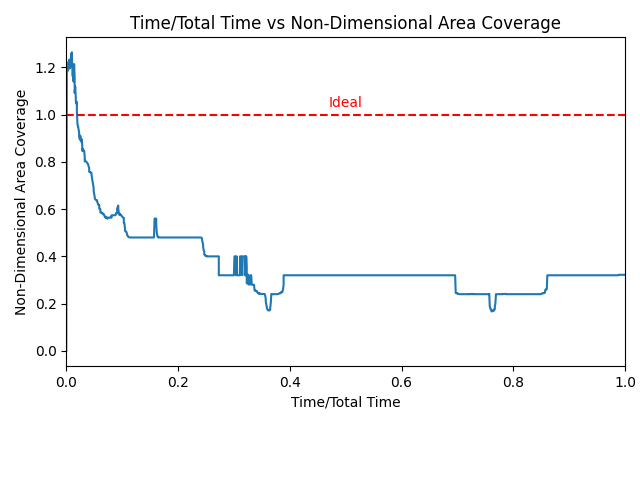 Time/Total Time vs Non-Dimensional Area Coverage
Non-Dimensional Area Coverage
1.2
1.0
0.8
0.6
0.4
0.2
0.0
Ideal
0.0 0.2 0.4 0.6 0.8 1.0
Time/Total Time